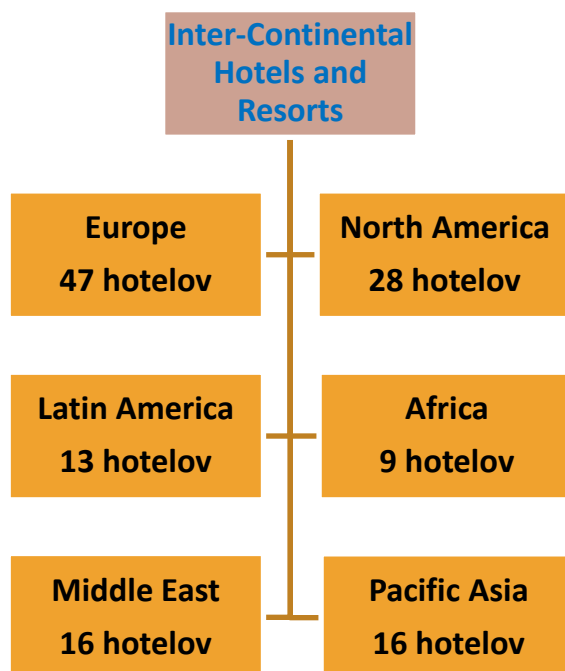 Inter-Continental
Hotels and
Resorts
Europe
47 hotelov
North America
28 hotelov
Latin America
13 hotelov
Africa
9 hotelov
Middle East
16 hotelov
Pacific Asia
16 hotelov